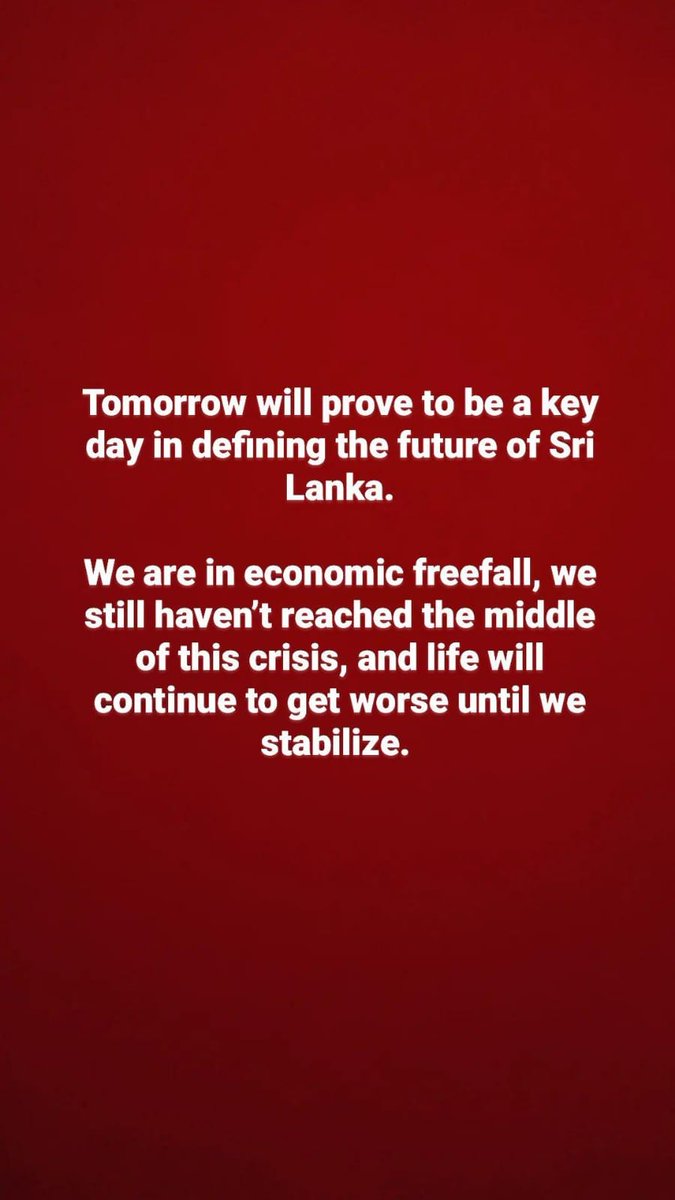 Tomorrow will prove to be a key
day in defining the future of Sri
Lanka.
We are in economic freefall, we
still haven’t reached the middle
of this crisis, and life will
continue to get worse until we
stabilize.